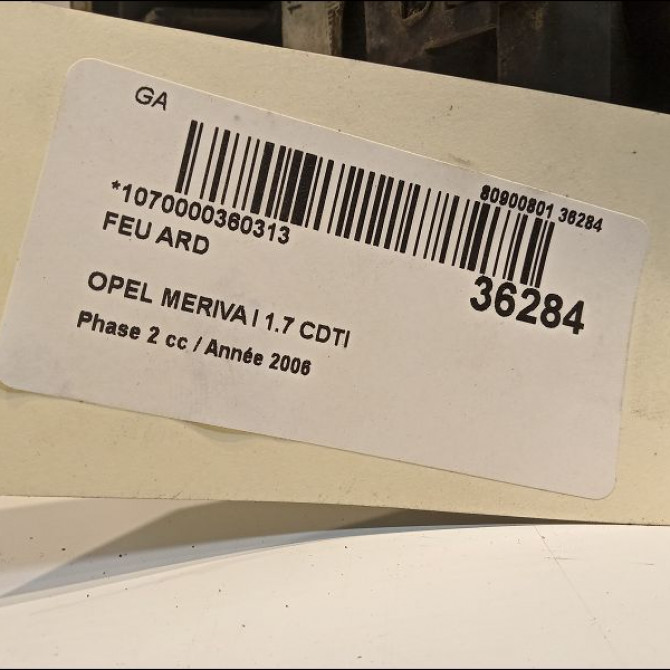 GA
80900801 36284
*1070000360313
FEU ARD
36284
OPEL MERIVA I 1.7 CDTI
Phase 2 cc / Année 2006